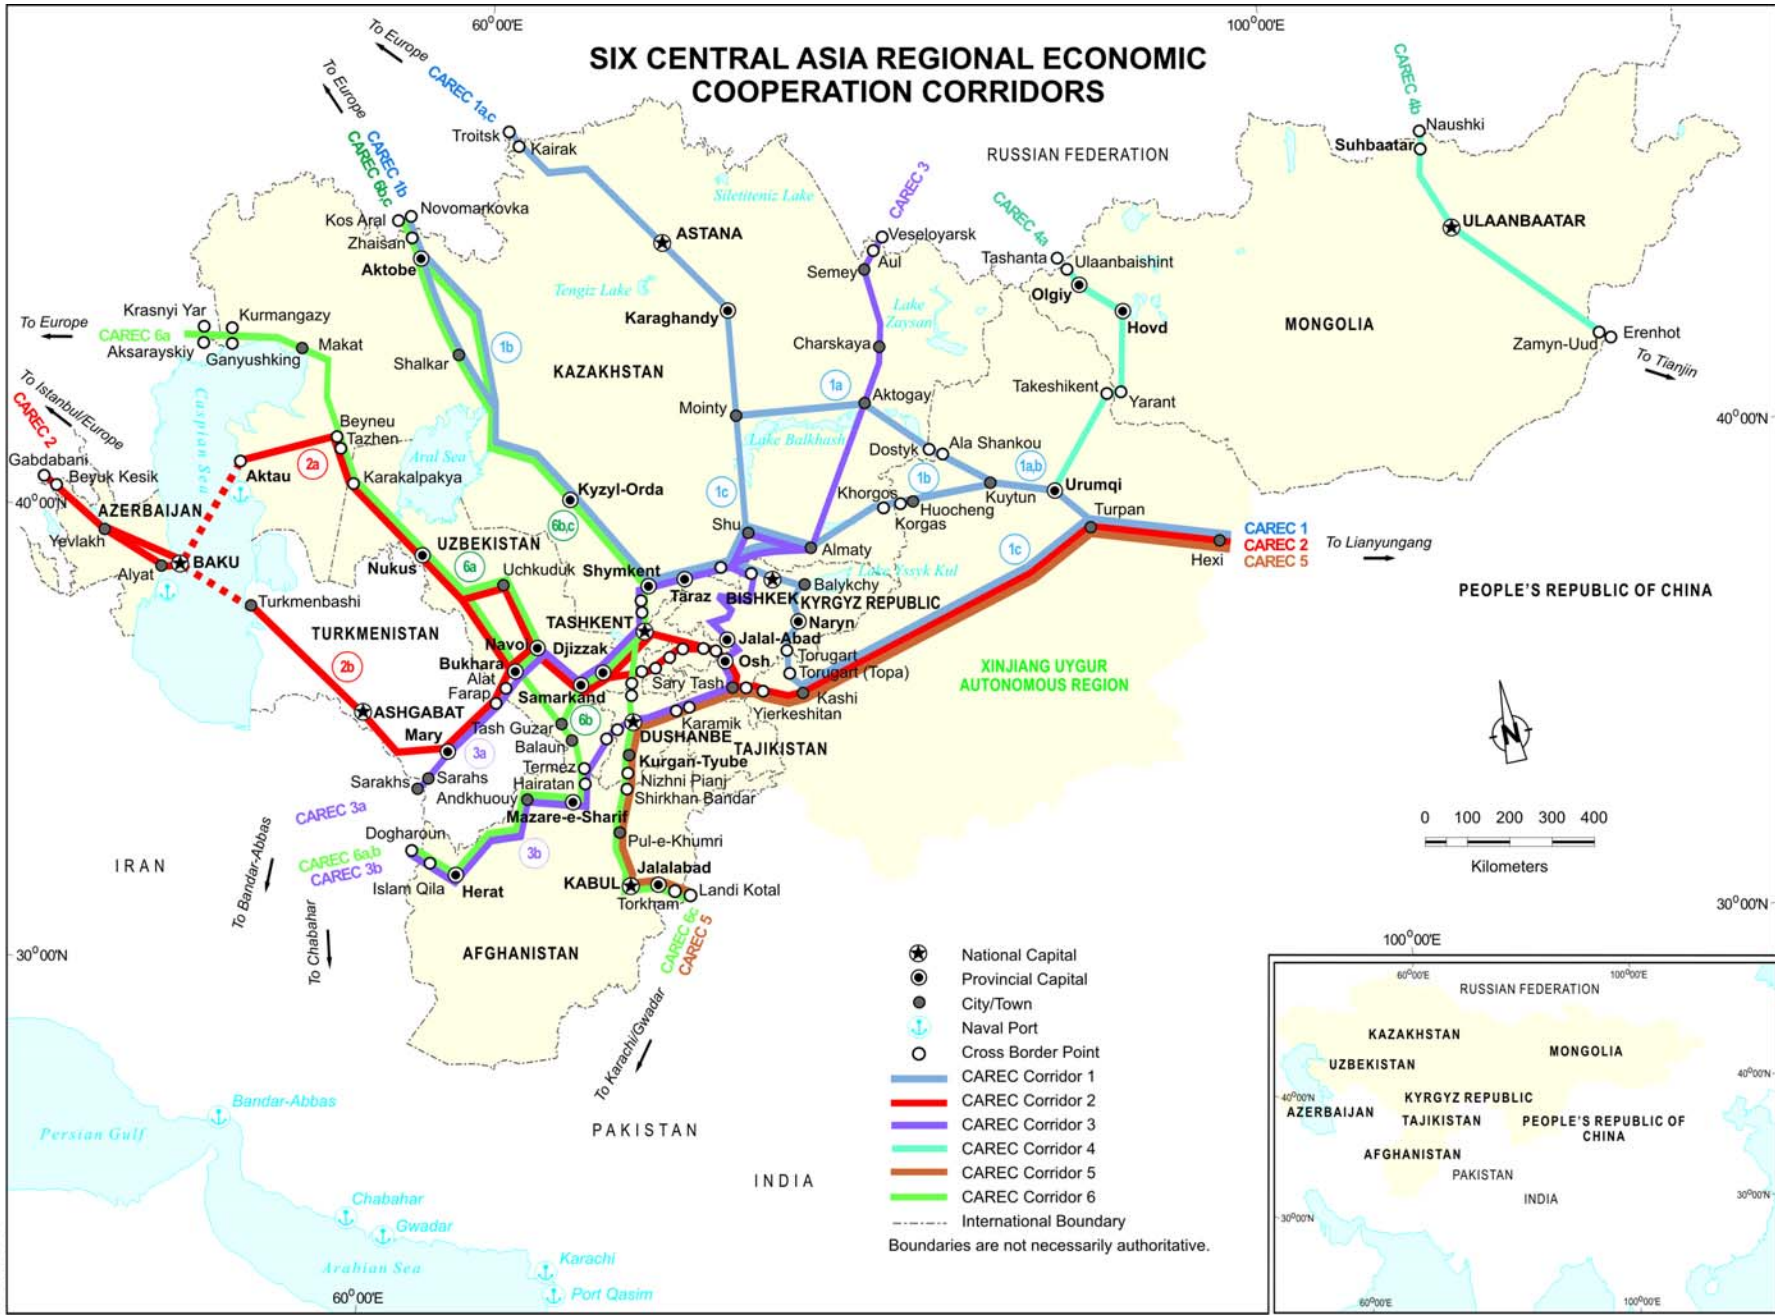 60°00'E
100°00'E
SIX CENTRAL ASIA REGIONAL ECONOMIC
COOPERATION CORRIDORS
To Europe
CAREC 1a,c
To Europe
CAREC 1b
CAREC 6b,c
Troitsk
Kairak
RUSSIAN FEDERATION
CAREC 4b
Naushki
Suhbaatar
ULAANBAATAR
CAREC 3
Siletiteniz Lake
CAREC 4a
Kos Aral
Novomarkovka
Zhaisan
Aktobe
ASTANA
Veseloyarsk
Aul
Semey
Tashanta
Ulaanbaishint
Olgiy
Hovd
MONGOLIA
Tengiz Lake
Karaghandy
Lake
Zaysan
Krasnyi Yar
Kurmangazy
To Europe
CAREC 6a
Aksarayskiy
Ganyushking
Makat
Shalkar
1b
KAZAKHSTAN
Charskaya
Erenhot
Zamyn-Uud
To Tianjin
To Istanbul/Europe
CAREC 2
Caspian Sea
1a
Takeshikent
Yarant
Mointy
Aktogay
40°00'N
Beyneu
Tazhen
Lake Balkhash
Dostyk
Ala Shankou
Gabdabani
Beyuk Kesik
2a
Aktau
Karakalpakya
Aral Sea
Kyzyl-Orda
1c
1b
1a,b
Urumqi
Kuytun
Khorgos
Huocheng
Korgas
40°00'N
AZERBAIJAN
Yevlakh
BAKU
Alyat
6b,c
UZBEKISTAN
Shu
Almaty
1c
Turpan
Hexi
CAREC 1
CAREC 2
CAREC 5
To Lianyungang
Nukus
6a
Uchkuduk
Shymkent
Taraz
BISHKEK
Lake Yssyk Kul
Balykchy
KYRGYZ REPUBLIC
PEOPLE'S REPUBLIC OF CHINA
Turkmenbashi
TURKMENISTAN
TASHKENT
Naryn
Navoi
Djizzak
Jalal-Abad
2b
Bukhara
Alat
Farap
Osh
Torugart
Torugart (Topa)
Samarkand
Sary Tash
Kashi
XINJIANG UYGUR
AUTONOMOUS REGION
ASHGABAT
Mary
3a
Tash Guzar
6b
Karamik
Yierkeshitan
DUSHANBE
TAJIKISTAN
Balaun
Kurgan-Tyube
N
Sarakhs
Sarahs
Termez
Hairatan
Nizhni Pianj
Andkhuouy
Shirkhan Bandar
CAREC 3a
Mazare-e-Sharif
0 100 200 300 400
Kilometers
Dogharoun
CAREC 6a,b
CAREC 3b
3b
Pul-e-Khumri
IRAN
To Bandar-Abbas
Islam Qila
Herat
KABUL
Jalalabad
Landi Kotal
Torkham
30°00'N
To Chabahar
CAREC 6c
CAREC 5
30°00'N
AFGHANISTAN
To Karachi/Gwadar
National Capital
Provincial Capital
City/Town
Naval Port
Cross Border Point
CAREC Corridor 1
CAREC Corridor 2
CAREC Corridor 3
CAREC Corridor 4
CAREC Corridor 5
CAREC Corridor 6
International Boundary
Boundaries are not necessarily authoritative.
Bandar-Abbas
Persian Gulf
PAKISTAN
INDIA
Chabahar
Gwadar
Arabian Sea
Karachi
Port Qasim
60°00'E
100°00'E
60°00'E
100°00'E
RUSSIAN FEDERATION
KAZAKHSTAN
MONGOLIA
UZBEKISTAN
40°00'N
40°00'N
KYRGYZ REPUBLIC
AZERBAIJAN
TAJIKISTAN
PEOPLE'S REPUBLIC OF
CHINA
AFGHANISTAN
PAKISTAN
INDIA
30°00'N
30°00'N
60°00'E
100°00'E